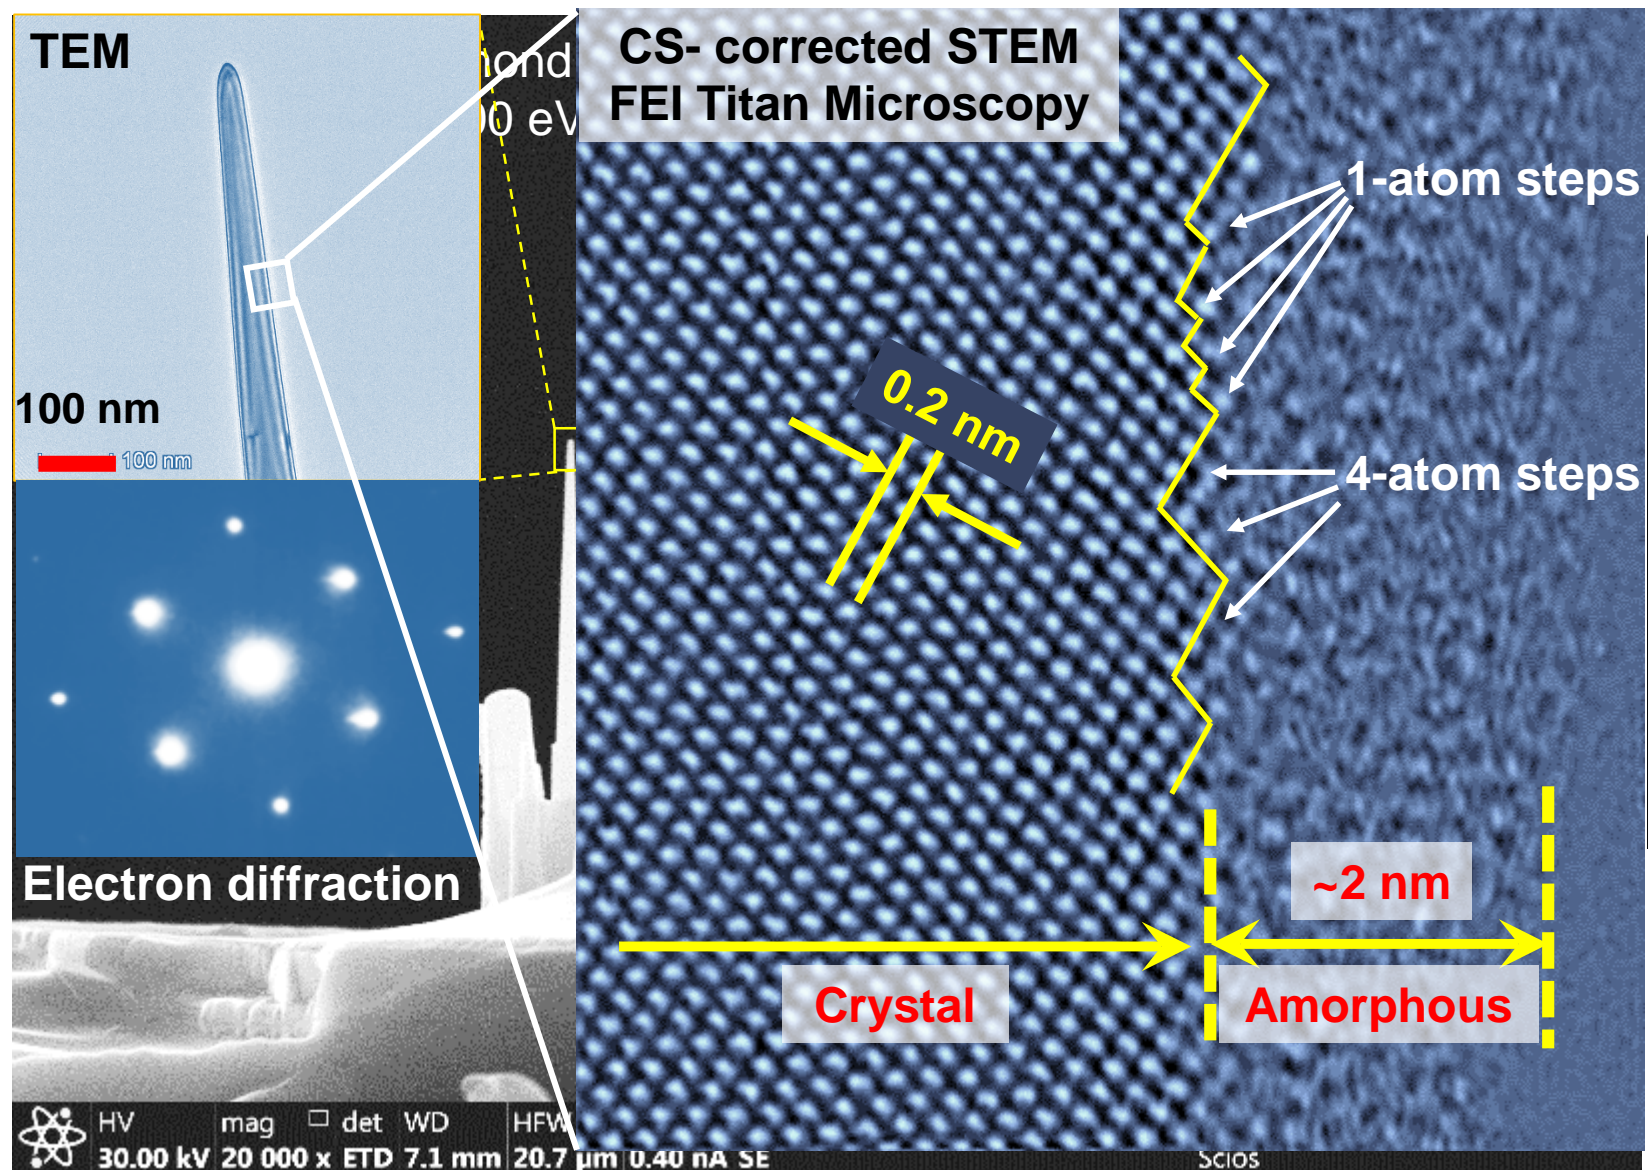 TEM
CS- corrected STEM
FEI Titan Microscopy
00 eV
1-atom steps
0.2 nm
100 nm
100 nm
4-atom steps
Electron diffraction
~2 nm
Crystal
Amorphous
HV mag det WD HFW
30.00 kV 20 000 x ETD 7.1 mm 20.7 µm 0.40 nA SE
Scios